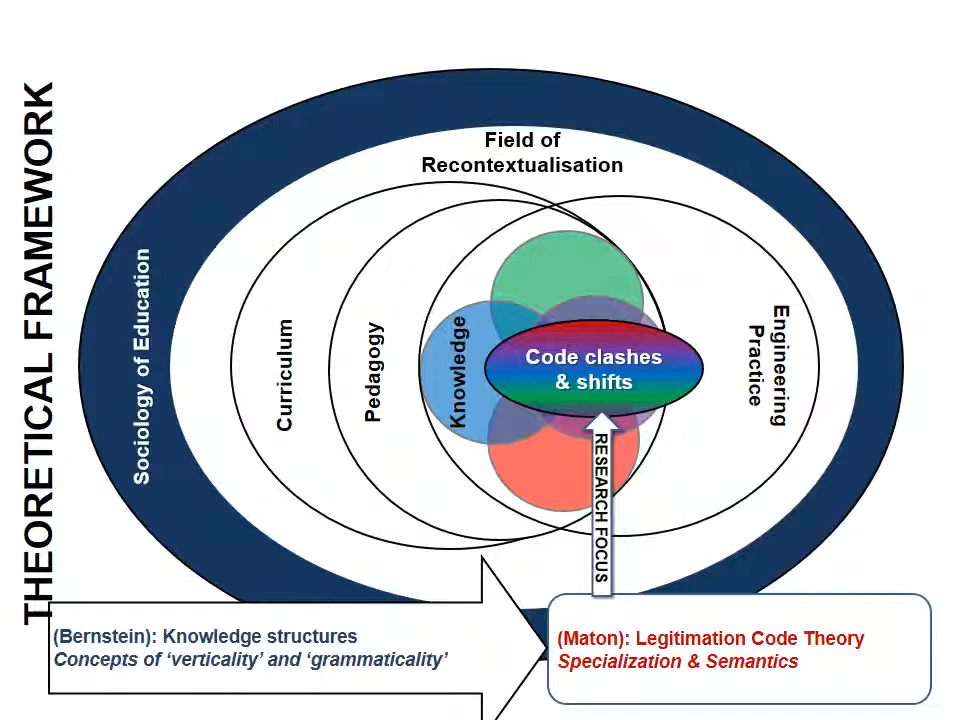 THEORETICAL FRAMEWORK
Field of
Recontextualisation
Sociology of Education
Curriculum
Pedagogy
Knowledge
Code clashes
& shifts
Engineering
Practice
RESEARCH FOCUS
(Bernstein): Knowledge structures
Concepts of ‘verticality’ and ‘grammaticality’
(Maton): Legitimation Code Theory
Specialization & Semantics